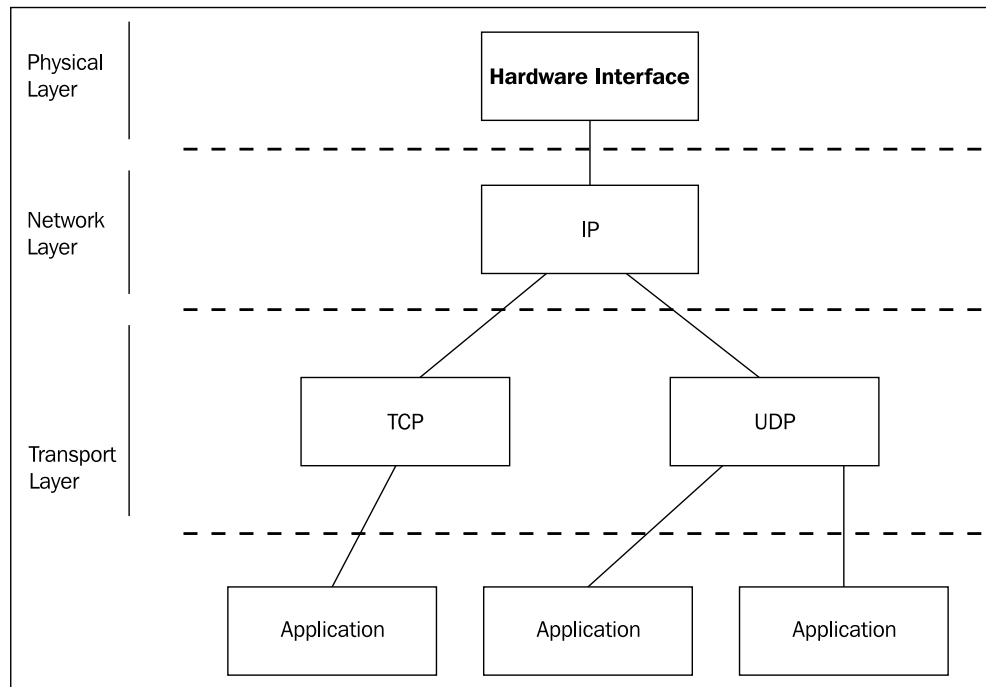 Physical
Layer
Hardware Interface
Network
Layer
IP
TCP
UDP
Transport
Layer
Application
Application
Application